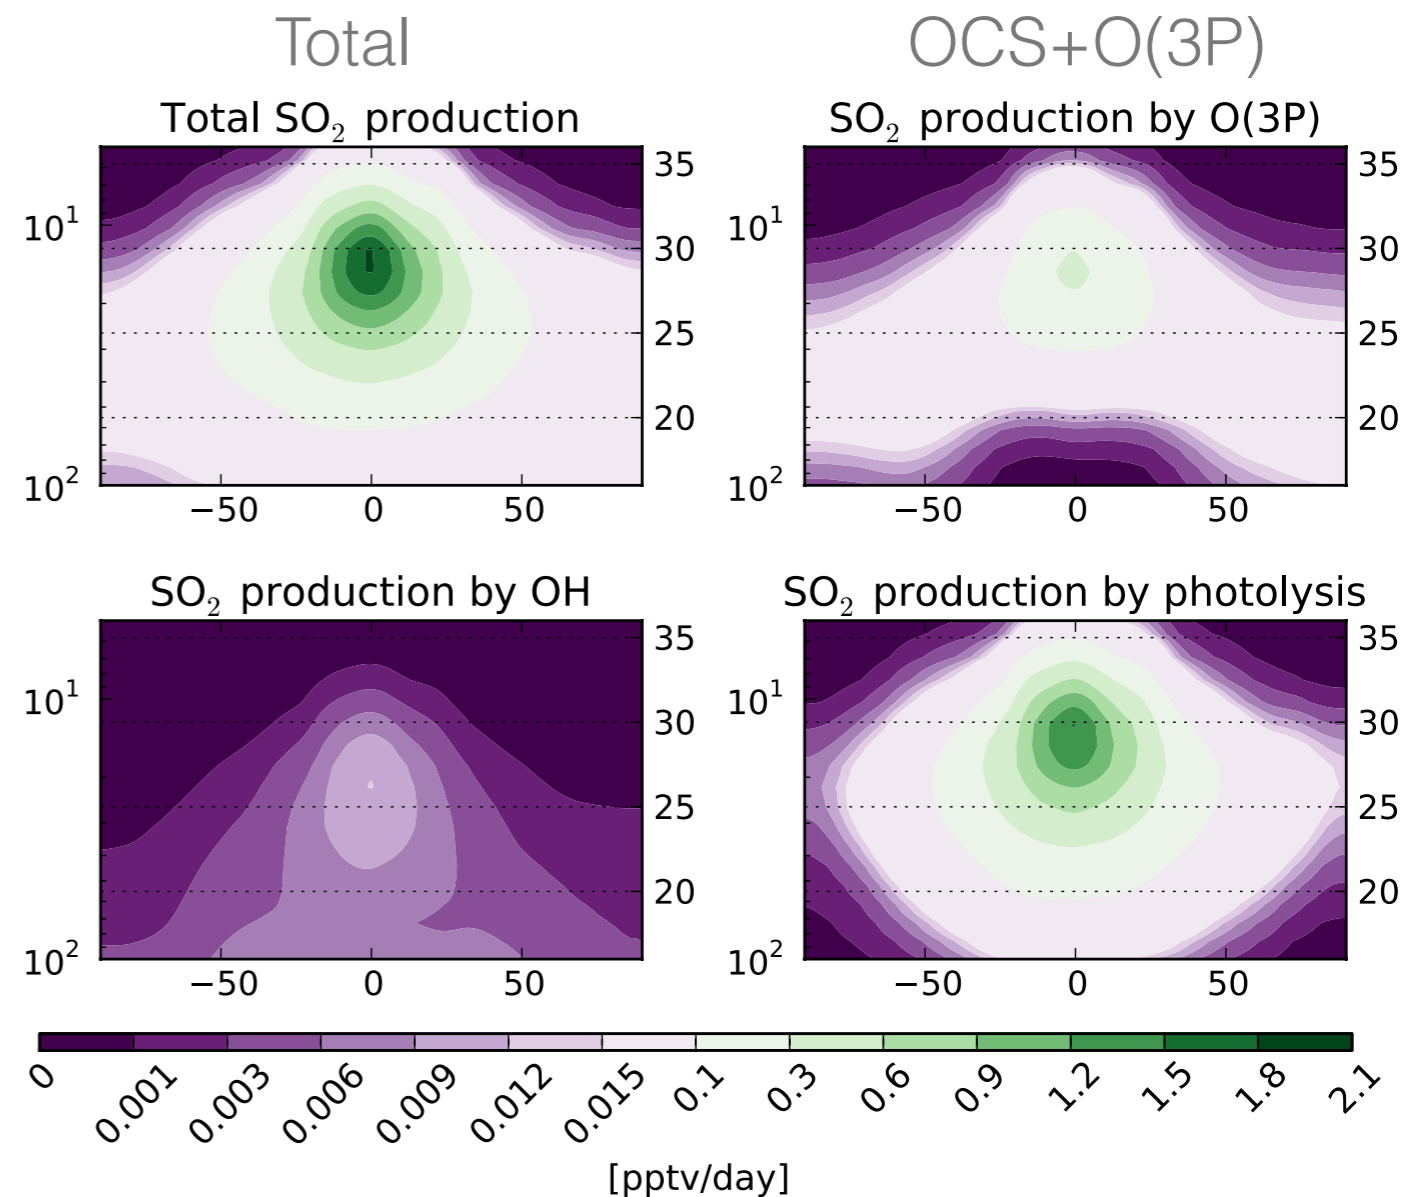 Total
OCS+O(3P)
Total SO₂ production
SO₂ production by O(3P)
10¹
10²
35
30
25
20
−50 0 50
10¹
10²
35
30
25
20
−50 0 50
SO₂ production by OH
SO₂ production by photolysis
10¹
10²
35
30
25
20
−50 0 50
10¹
10²
35
30
25
20
−50 0 50
0 0.001 0.003 0.006 0.009 0.012 0.015 0.1 0.3 0.6 0.9 1.2 1.5 1.8 2.1
[pptv/day]